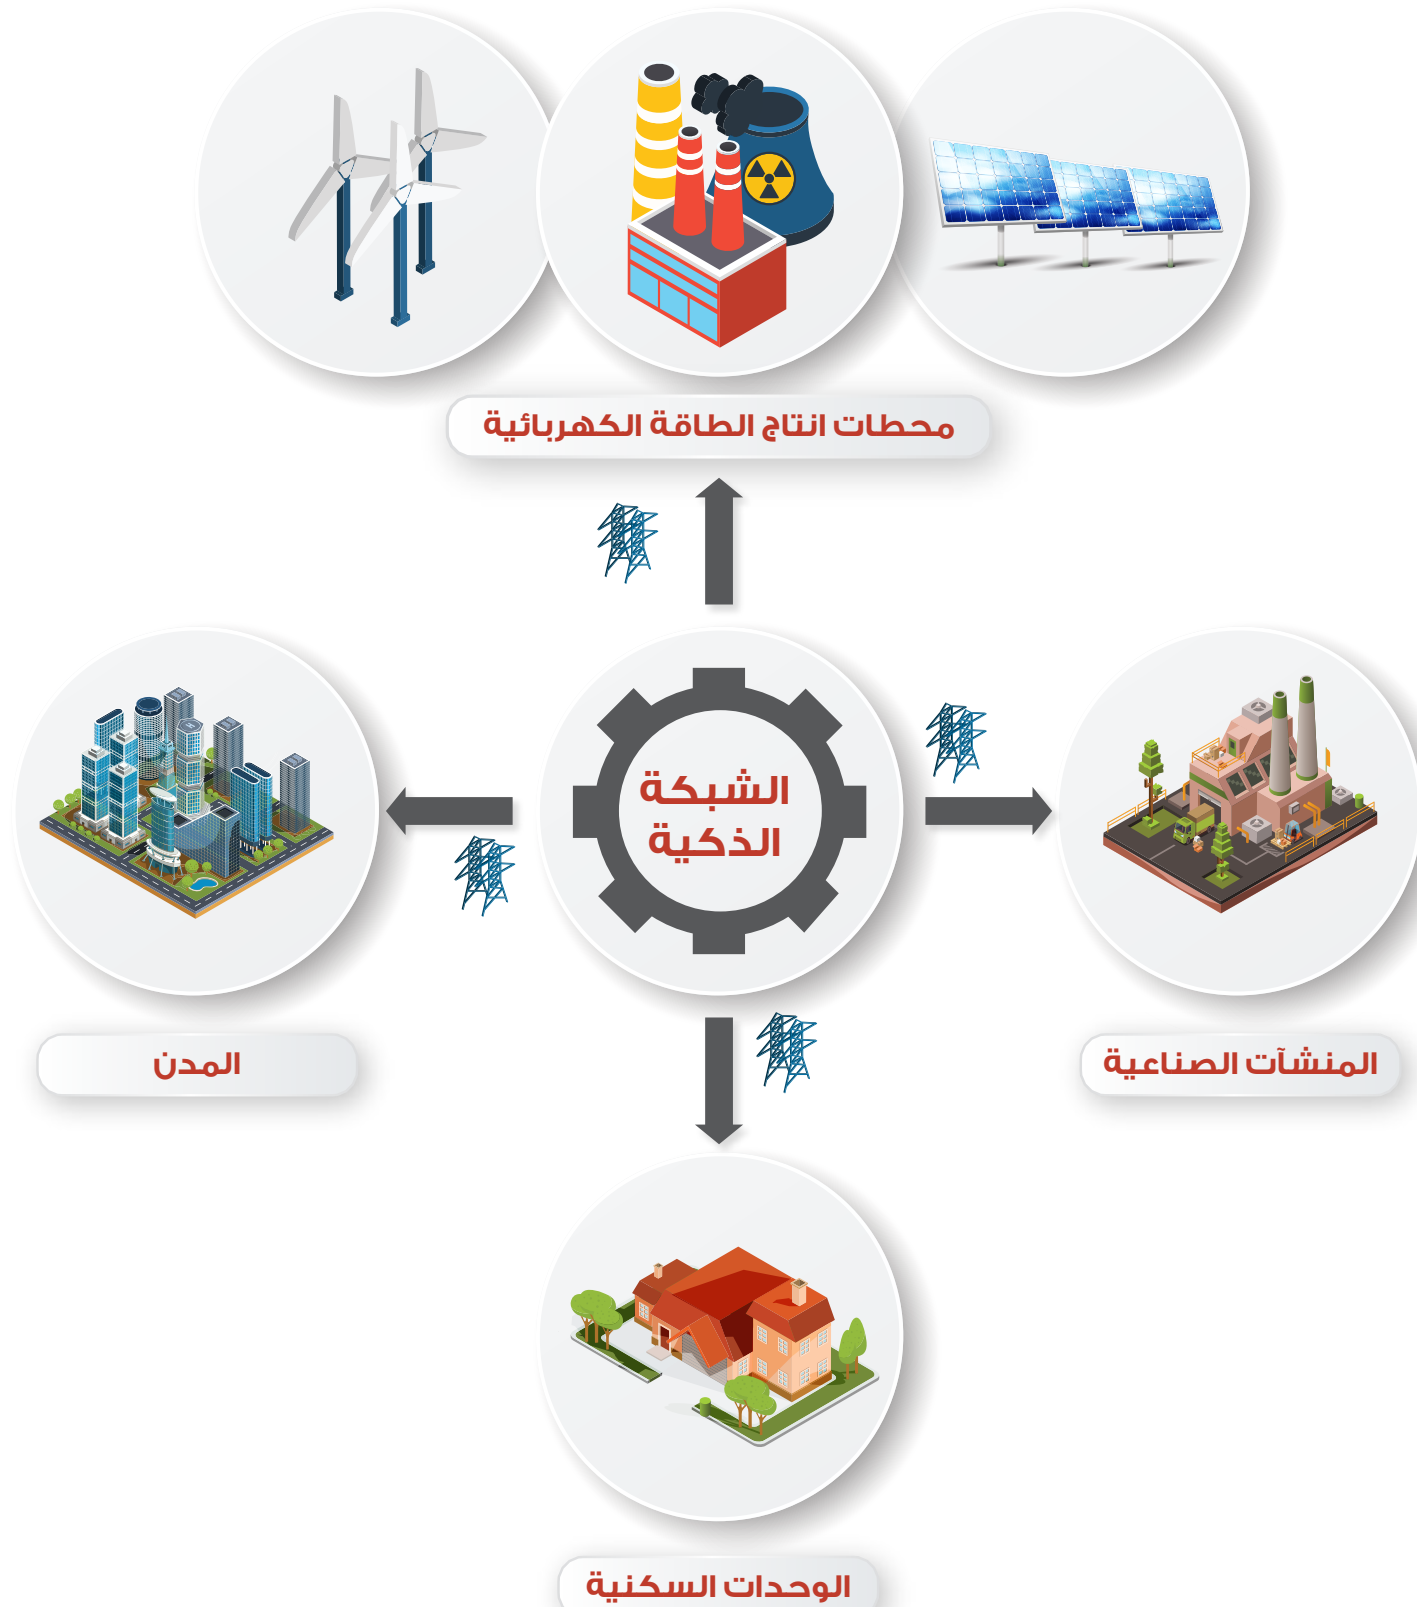 محطات انتاج الطاقة الكهربائية
الشبكة
الذكية
المنشآت الصناعية
المدن
الوحدات السكنية